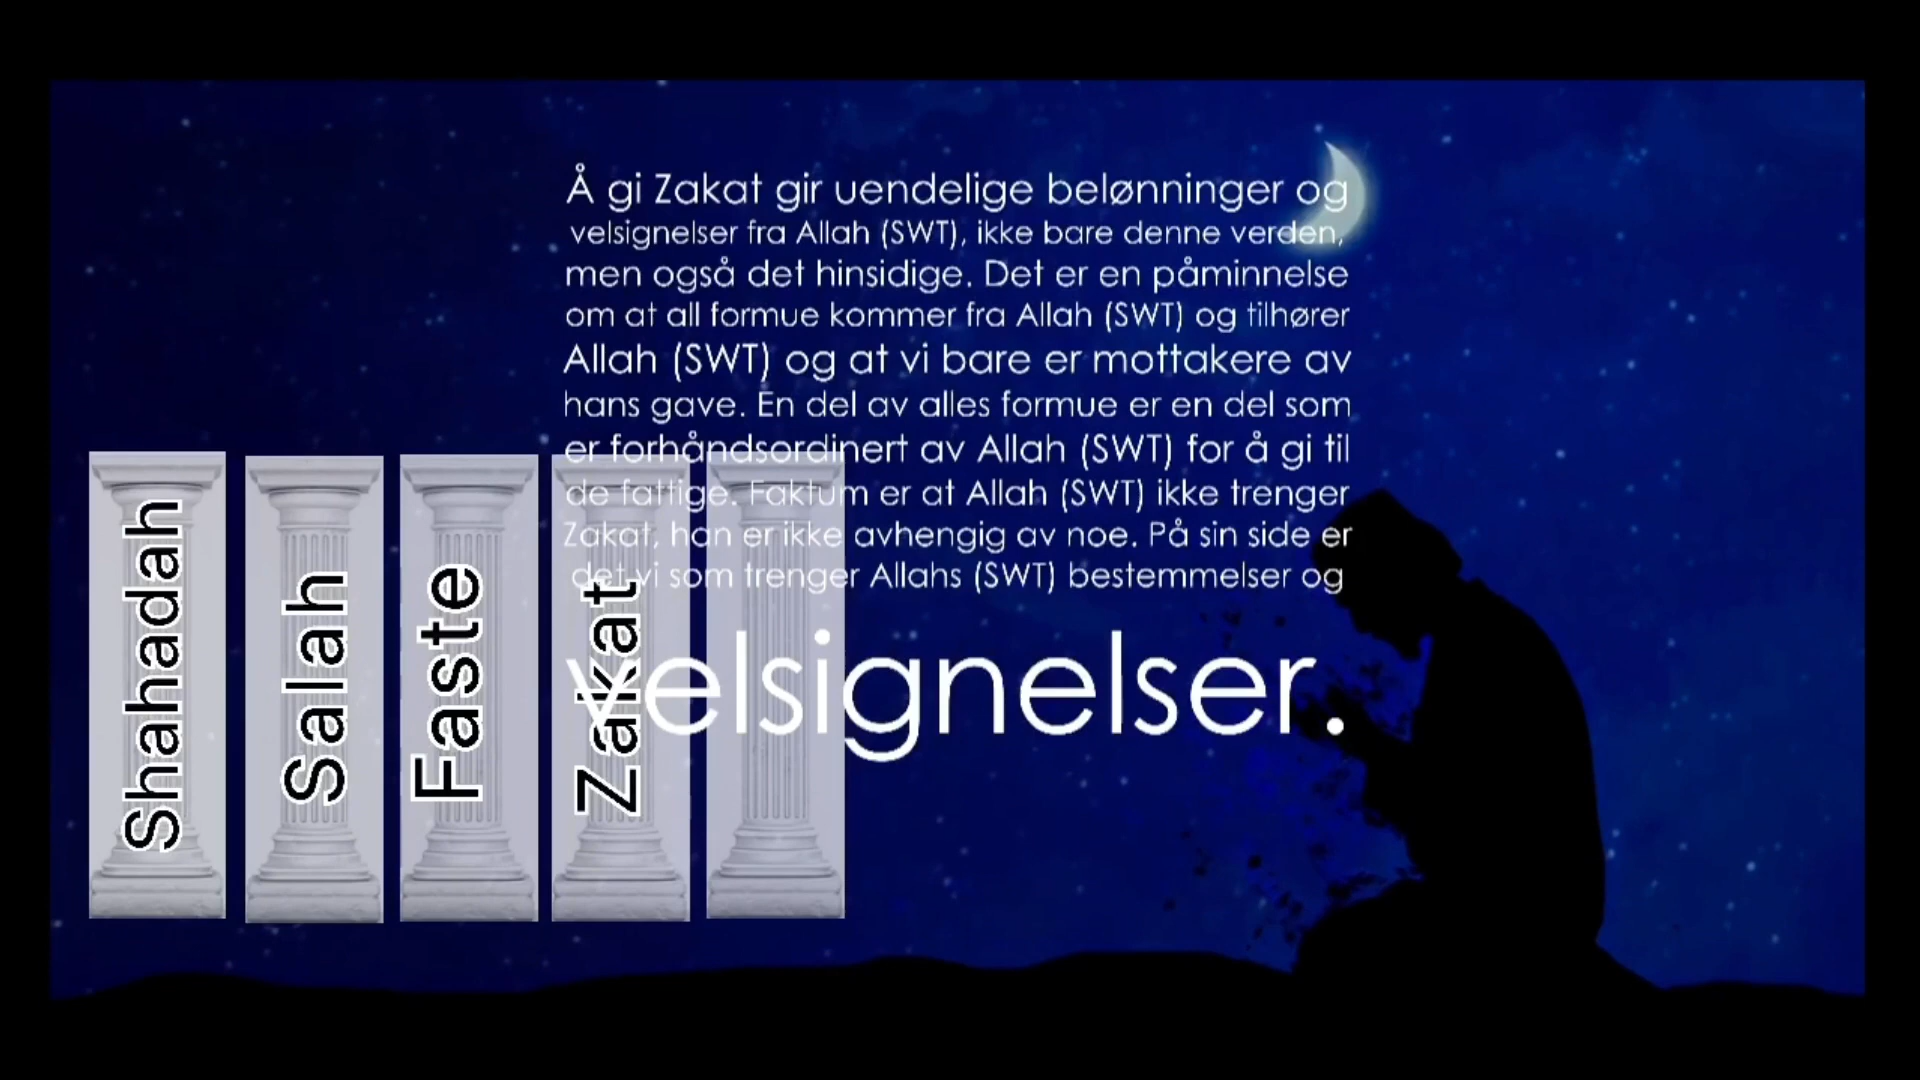 Å gi Zakat gir uendelige belønninger og
velsignelser fra Allah (SWT), ikke bare denne verden,
men også det hinsidige. Det er en påminnelse
om at all formue kommer fra Allah (SWT) og tilhører
Allah (SWT) og at vi bare er mottakere av
hans gave. En del av alles formue er en del som
er forhåndsordinert av Allah (SWT) for å gi til
de fattige. Faktum er at Allah (SWT) ikke trenger
Zakat, han er ikke avhengig av noe. På sin side er
det vi som trenger Allahs (SWT) bestemmelser og
velsignelser.
Shahadah
Salah
Faste
Zakat